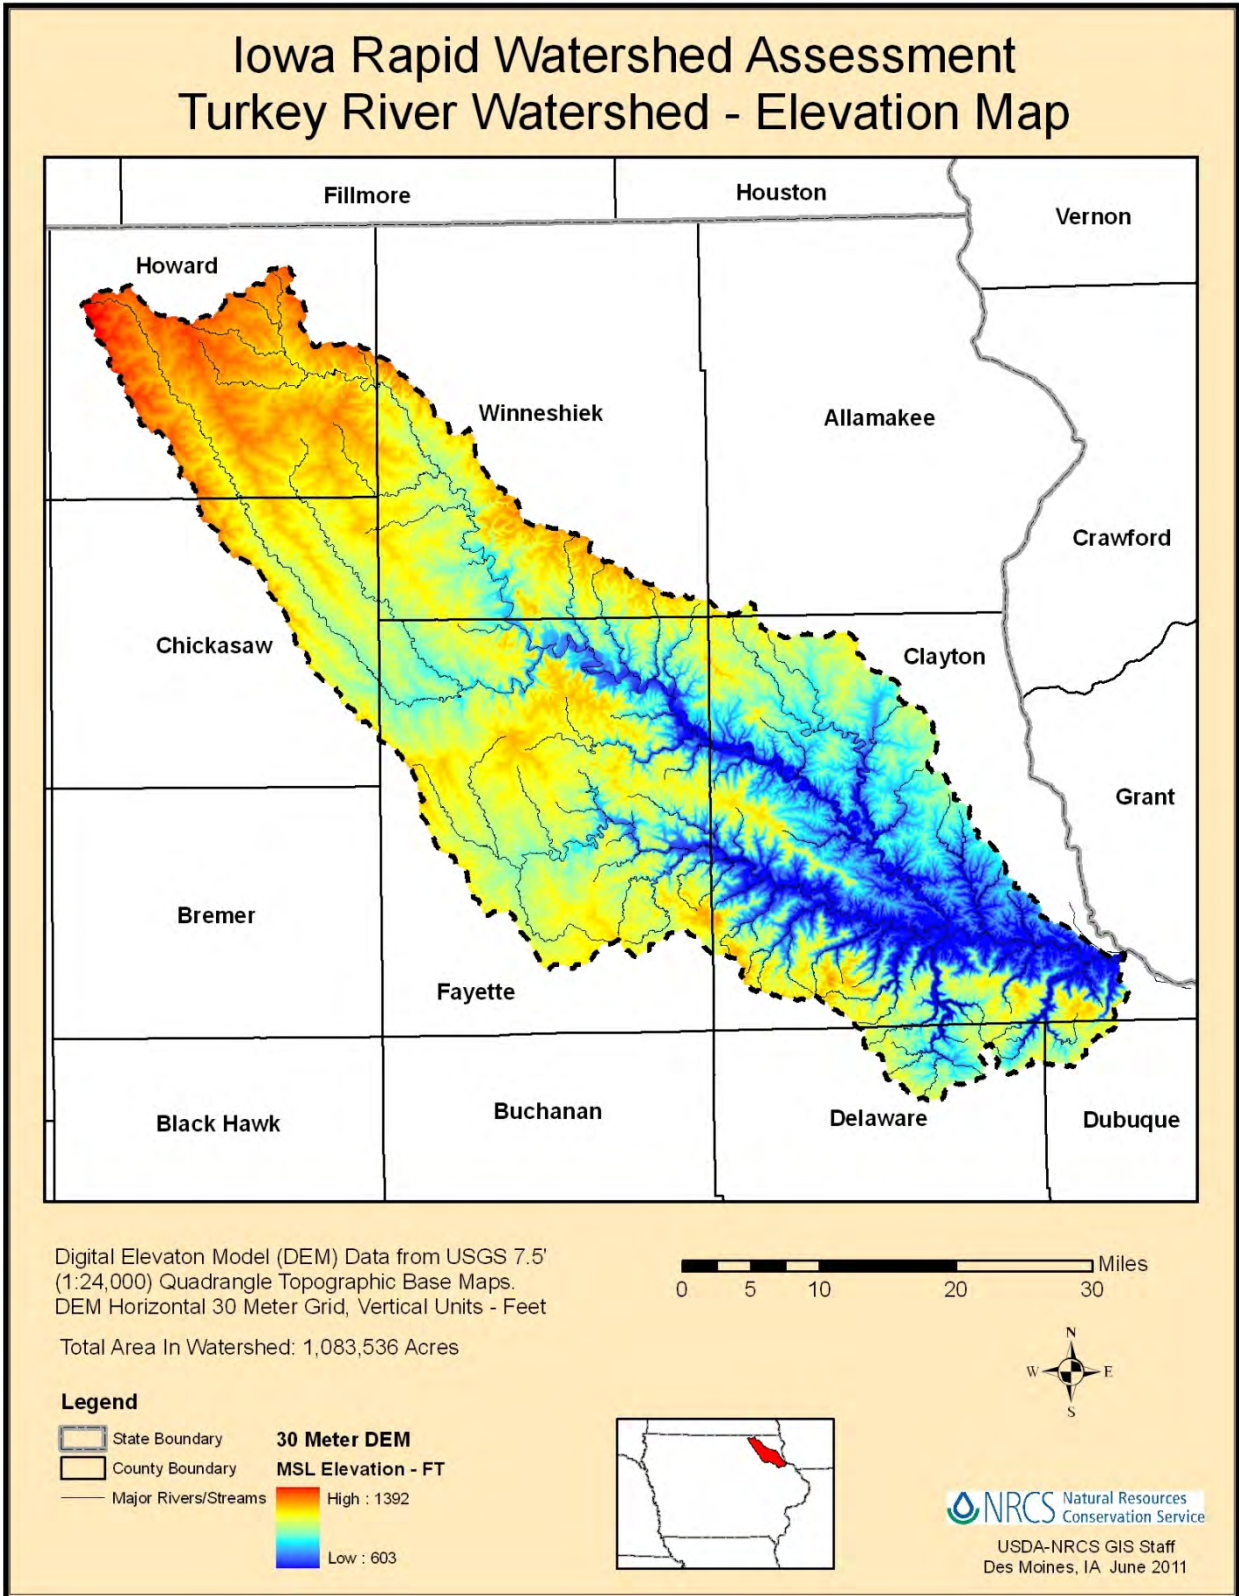 Iowa Rapid Watershed Assessment
Turkey River Watershed - Elevation Map
Fillmore
Houston
Vernon
Howard
Winneshiek
Allamakee
Crawford
Chickasaw
Clayton
Grant
Bremer
Fayette
Black Hawk
Buchanan
Delaware
Dubuque
Digital Elevaton Model (DEM) Data from USGS 7.5'
(1:24,000) Quadrangle Topographic Base Maps.
DEM Horizontal 30 Meter Grid, Vertical Units - Feet
Total Area In Watershed: 1,083,536 Acres
Miles
0 5 10 20 30
N
W E
S
Legend
State Boundary
County Boundary
Major Rivers/Streams
30 Meter DEM
MSL Elevation - FT
High : 1392
Low : 603
NRCS Natural Resources
Conservation Service
USDA-NRCS GIS Staff
Des Moines, IA June 2011